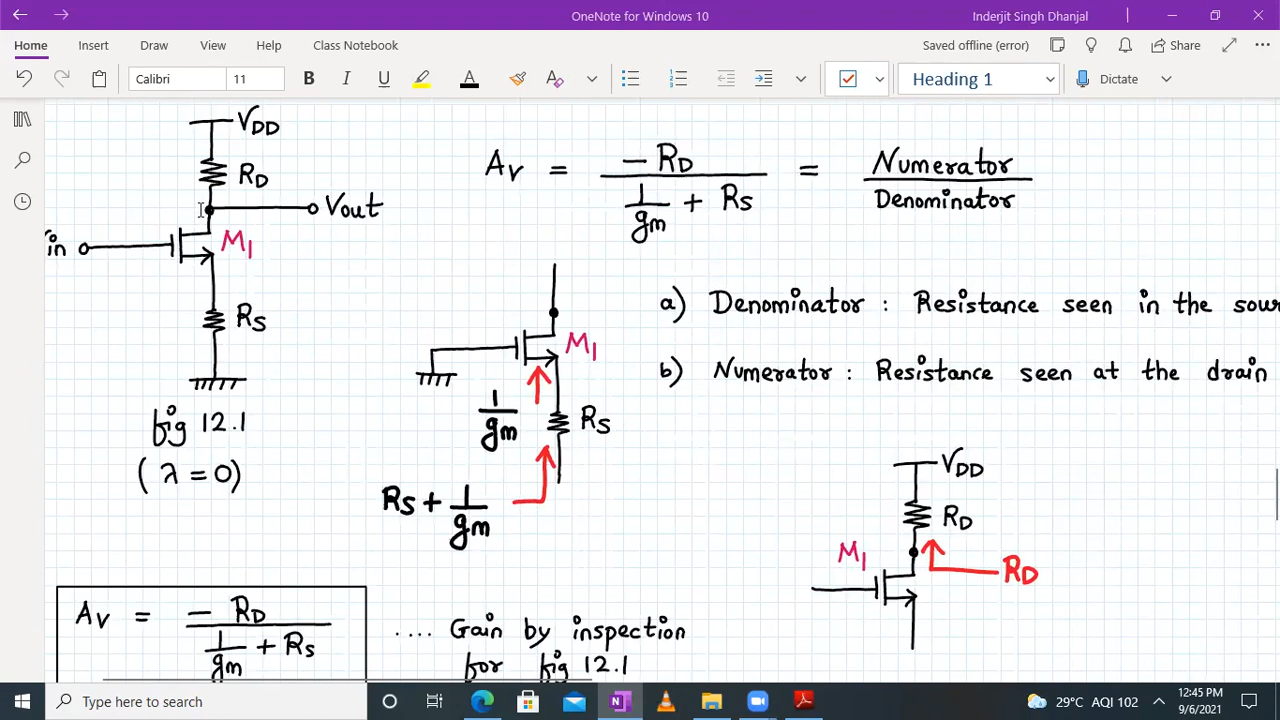 OneNote for Windows 10
Inderjit Singh Dhanjal
Home Insert Draw View Help Class Notebook
Saved offline (error)
Share
Calibri 11 B I U A
Heading 1
Dictate
VDD
RD
Vout
in
M1
Rs
fig 12.1
(λ = 0)
Av = -RD / (1/gm + Rs) = Numerator / Denominator
M1
1/gm
Rs
Rs + 1/gm
a) Denominator : Resistance seen in the sour
b) Numerator : Resistance seen at the drain
VDD
RD
M1
RD
Av = -RD / (1/gm + Rs) .... Gain by inspection
for fig 12.1
Type here to search
29°C AQI 102
12:45 PM
9/6/2021